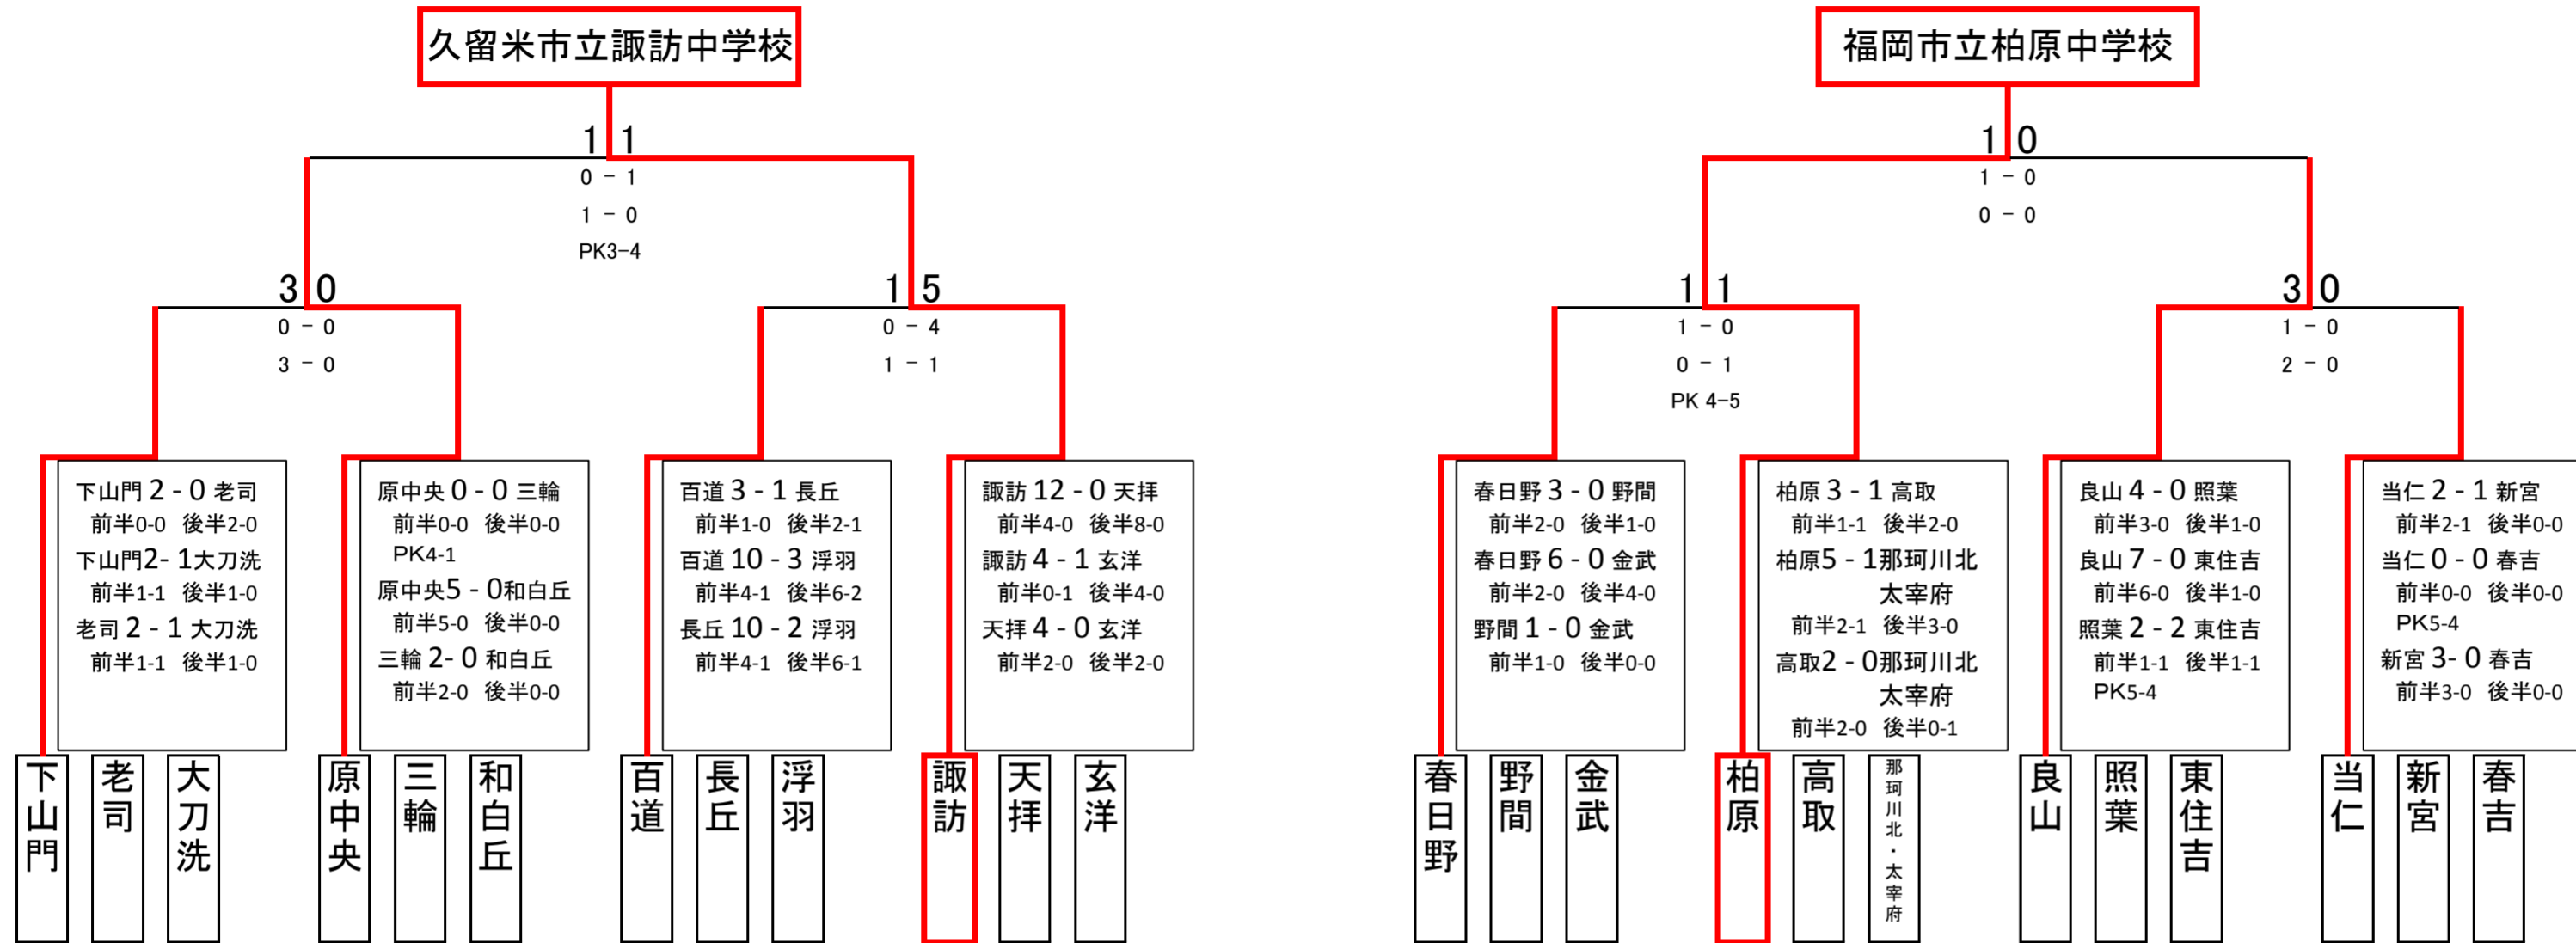 久留米市立諏訪中学校
福岡市立柏原中学校
1 1
0 - 1
1 - 0
PK3-4
1 0
1 - 0
0 - 0
3 0
0 - 0
3 - 0
1 5
0 - 4
1 - 1
1 1
1 - 0
0 - 1
PK 4-5
3 0
1 - 0
2 - 0
下山門 2 - 0 老司
前半0-0 後半2-0
下山門2- 1大刀洗
前半1-1 後半1-0
老司 2 - 1 大刀洗
前半1-1 後半1-0
原中央 0 - 0 三輪
前半0-0 後半0-0
PK4-1
原中央5 - 0和白丘
前半5-0 後半0-0
三輪 2- 0 和白丘
前半2-0 後半0-0
百道 3 - 1 長丘
前半1-0 後半2-1
百道 10 - 3 浮羽
前半4-1 後半6-2
長丘 10 - 2 浮羽
前半4-1 後半6-1
諏訪 12 - 0 天拝
前半4-0 後半8-0
諏訪 4 - 1 玄洋
前半0-1 後半4-0
天拝 4 - 0 玄洋
前半2-0 後半2-0
春日野 3 - 0 野間
前半2-0 後半1-0
春日野 6 - 0 金武
前半2-0 後半4-0
野間 1 - 0 金武
前半1-0 後半0-0
柏原 3 - 1 高取
前半1-1 後半2-0
柏原5 - 1那珂川北
太宰府
前半2-1 後半3-0
高取2 - 0那珂川北
太宰府
前半2-0 後半0-1
良山 4 - 0 照葉
前半3-0 後半1-0
良山 7 - 0 東住吉
前半6-0 後半1-0
照葉 2 - 2 東住吉
前半1-1 後半1-1
PK5-4
当仁 2 - 1 新宮
前半2-1 後半0-0
当仁 0 - 0 春吉
前半0-0 後半0-0
PK5-4
新宮 3- 0 春吉
前半3-0 後半0-0
下山門
老司
大刀洗
原中央
三輪
和白丘
百道
長丘
浮羽
諏訪
天拝
玄洋
春日野
野間
金武
柏原
高取
那珂川北・太宰府
良山
照葉
東住吉
当仁
新宮
春吉